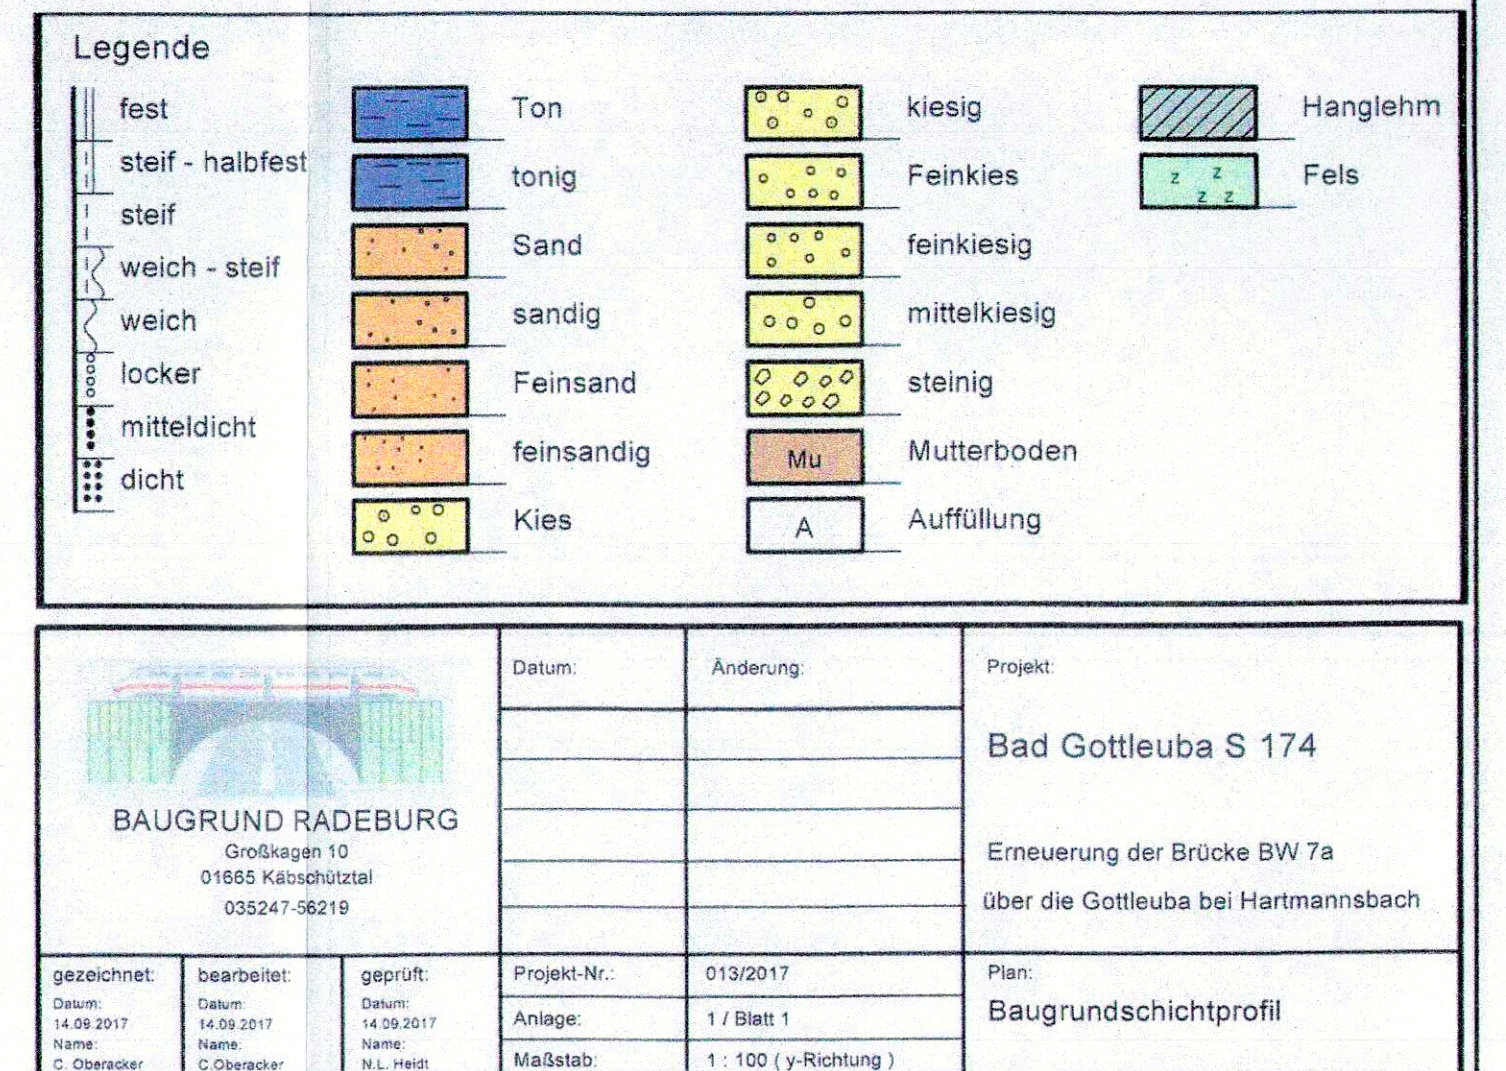 Legende
fest
steif - halbfest
steif
weich - steif
weich
locker
mitteldicht
dicht
Ton
tonig
Sand
sandig
Feinsand
feinsandig
Kies
kiesig
Feinkies
feinkiesig
mittelkiesig
steinig
Mu Mutterboden
A Auffüllung
Hanglehm
z z z z Fels
BAUGRUND RADEBURG
Großkagen 10
01665 Käbschütztal
035247-56219
Datum: Änderung:
Projekt:
Bad Gottleuba S 174
Erneuerung der Brücke BW 7a
über die Gottleuba bei Hartmannsbach
gezeichnet:
Datum:
14.09.2017
Name:
C. Oberacker
bearbeitet:
Datum:
14.09.2017
Name:
C.Oberacker
geprüft:
Datum:
14.09.2017
Name:
N.L. Heidt
Projekt-Nr.: 013/2017
Anlage: 1 / Blatt 1
Maßstab: 1 : 100 ( y-Richtung )
Plan:
Baugrundschichtprofil